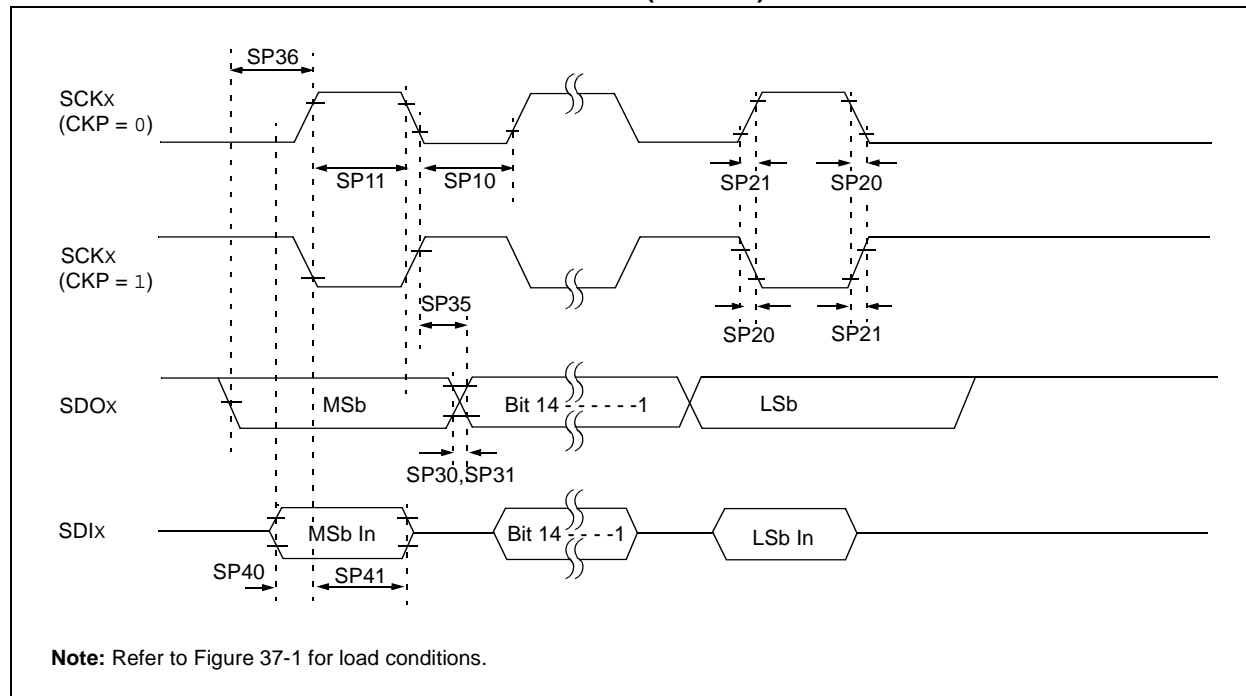 SP36
SCKx
(CKP = 0)
SP11
SP10
SP21
SP20
SCKx
(CKP = 1)
SP35
SP20
SP21
SDOx
MSb
Bit 14 - - - - - -1
LSb
SP30,SP31
SDIx
MSb In
Bit 14 - - - -1
LSb In
SP40
SP41
Note: Refer to Figure 37-1 for load conditions.